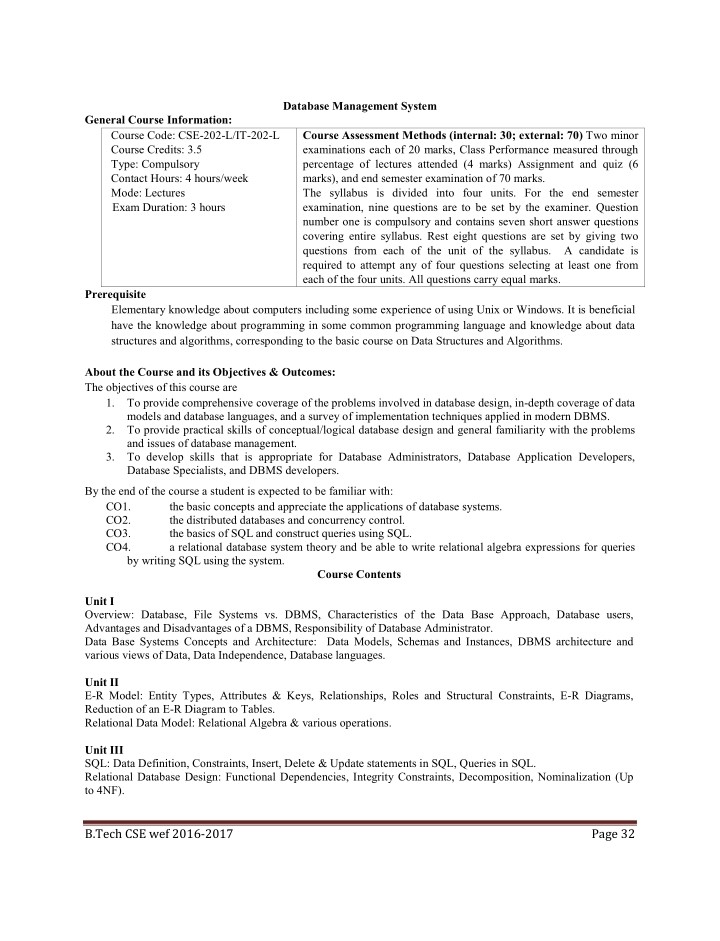 Database Management System
General Course Information:
Course Code: CSE-202-L/IT-202-L
Course Credits: 3.5
Type: Compulsory
Contact Hours: 4 hours/week
Mode: Lectures
Exam Duration: 3 hours
Course Assessment Methods (internal: 30; external: 70) Two minor
examinations each of 20 marks, Class Performance measured through
percentage of lectures attended (4 marks) Assignment and quiz (6
marks), and end semester examination of 70 marks.
The syllabus is divided into four units. For the end semester
examination, nine questions are to be set by the examiner. Question
number one is compulsory and contains seven short answer questions
covering entire syllabus. Rest eight questions are set by giving two
questions from each of the unit of the syllabus. A candidate is
required to attempt any of four questions selecting at least one from
each of the four units. All questions carry equal marks.
Prerequisite
Elementary knowledge about computers including some experience of using Unix or Windows. It is beneficial
have the knowledge about programming in some common programming language and knowledge about data
structures and algorithms, corresponding to the basic course on Data Structures and Algorithms.
About the Course and its Objectives & Outcomes:
The objectives of this course are
1. To provide comprehensive coverage of the problems involved in database design, in-depth coverage of data
models and database languages, and a survey of implementation techniques applied in modern DBMS.
2. To provide practical skills of conceptual/logical database design and general familiarity with the problems
and issues of database management.
3. To develop skills that is appropriate for Database Administrators, Database Application Developers,
Database Specialists, and DBMS developers.
By the end of the course a student is expected to be familiar with:
CO1. the basic concepts and appreciate the applications of database systems.
CO2. the distributed databases and concurrency control.
CO3. the basics of SQL and construct queries using SQL.
CO4. a relational database system theory and be able to write relational algebra expressions for queries
by writing SQL using the system.
Course Contents
Unit I
Overview: Database, File Systems vs. DBMS, Characteristics of the Data Base Approach, Database users,
Advantages and Disadvantages of a DBMS, Responsibility of Database Administrator.
Data Base Systems Concepts and Architecture: Data Models, Schemas and Instances, DBMS architecture and
various views of Data, Data Independence, Database languages.
Unit II
E-R Model: Entity Types, Attributes & Keys, Relationships, Roles and Structural Constraints, E-R Diagrams,
Reduction of an E-R Diagram to Tables.
Relational Data Model: Relational Algebra & various operations.
Unit III
SQL: Data Definition, Constraints, Insert, Delete & Update statements in SQL, Queries in SQL.
Relational Database Design: Functional Dependencies, Integrity Constraints, Decomposition, Nominalization (Up
to 4NF).
B.Tech CSE wef 2016-2017 Page 32